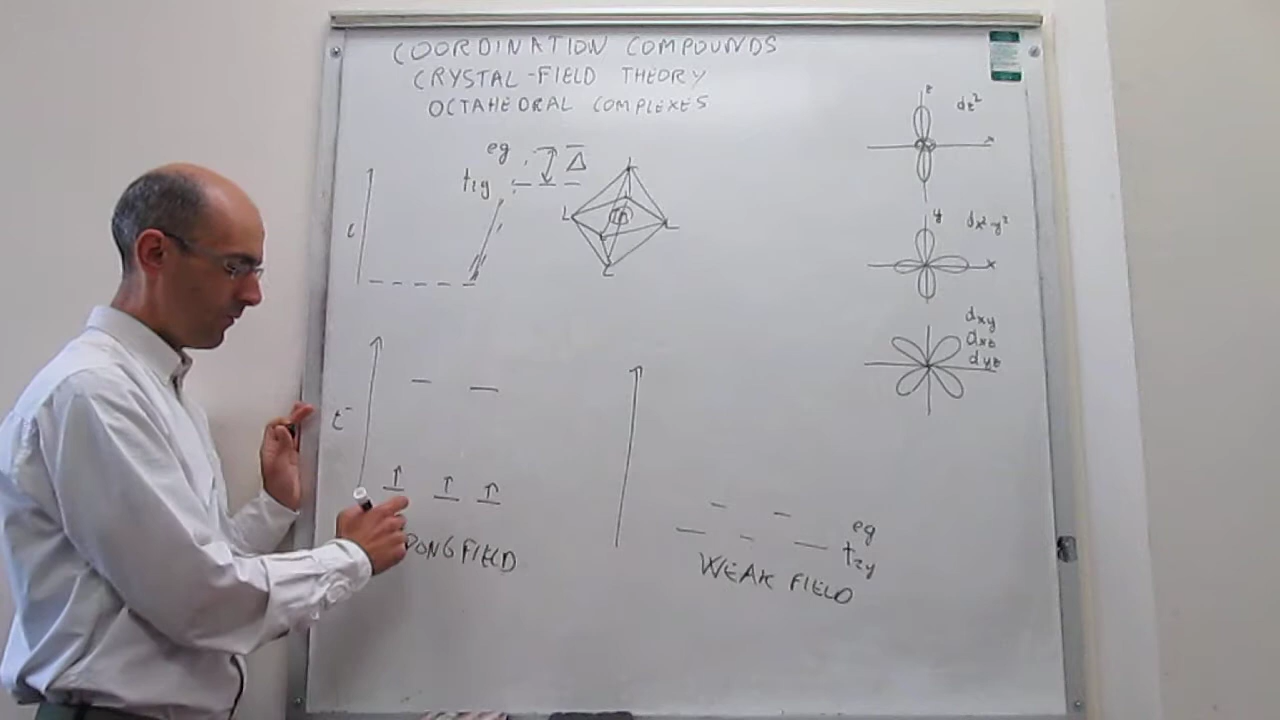 COORDINATION COMPOUNDS
CRYSTAL-FIELD THEORY
OCTAHEDRAL COMPLEXES
eg
Δ
t2g
L
L
L
z
dz²
y
dx²-y²
x
dxy
dxz
dyz
FIELD
eg
t2g
WEAK FIELD